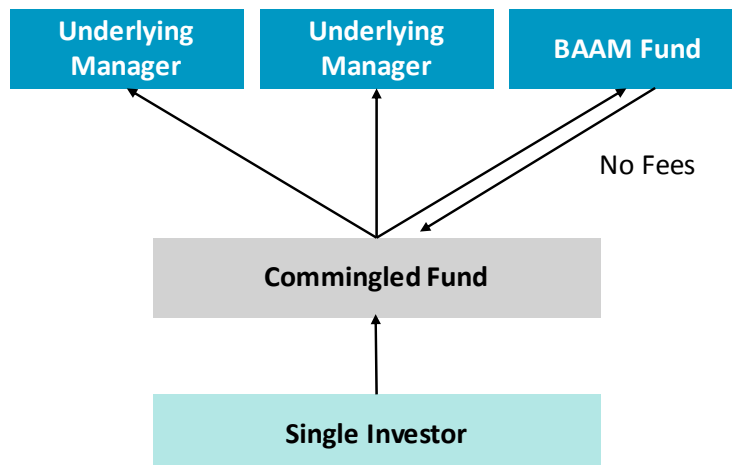 Underlying
Manager
Underlying
Manager
BAAM Fund
No Fees
Commingled Fund
Single Investor